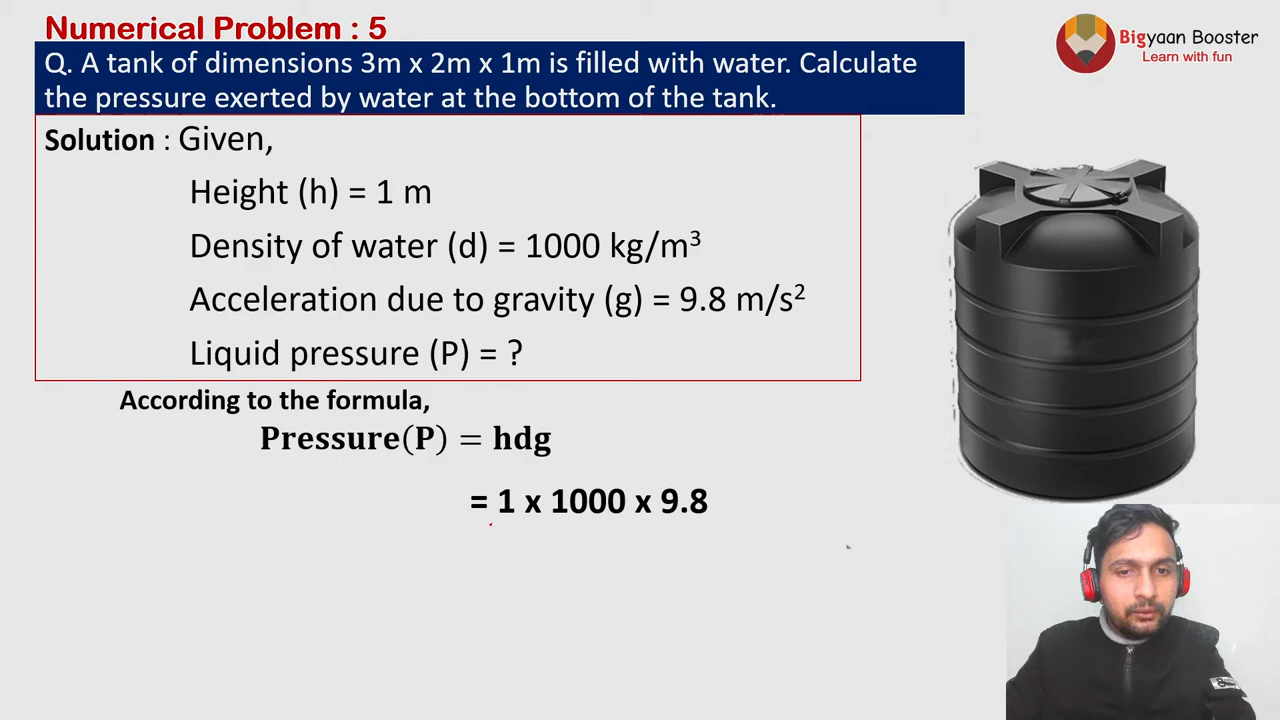 Numerical Problem : 5
Bigyaan Booster
Learn with fun
Q. A tank of dimensions 3m x 2m x 1m is filled with water. Calculate
the pressure exerted by water at the bottom of the tank.
Solution : Given,
Height (h) = 1 m
Density of water (d) = 1000 kg/m³
Acceleration due to gravity (g) = 9.8 m/s²
Liquid pressure (P) = ?
According to the formula,
Pressure(P) = hdg
= 1 x 1000 x 9.8